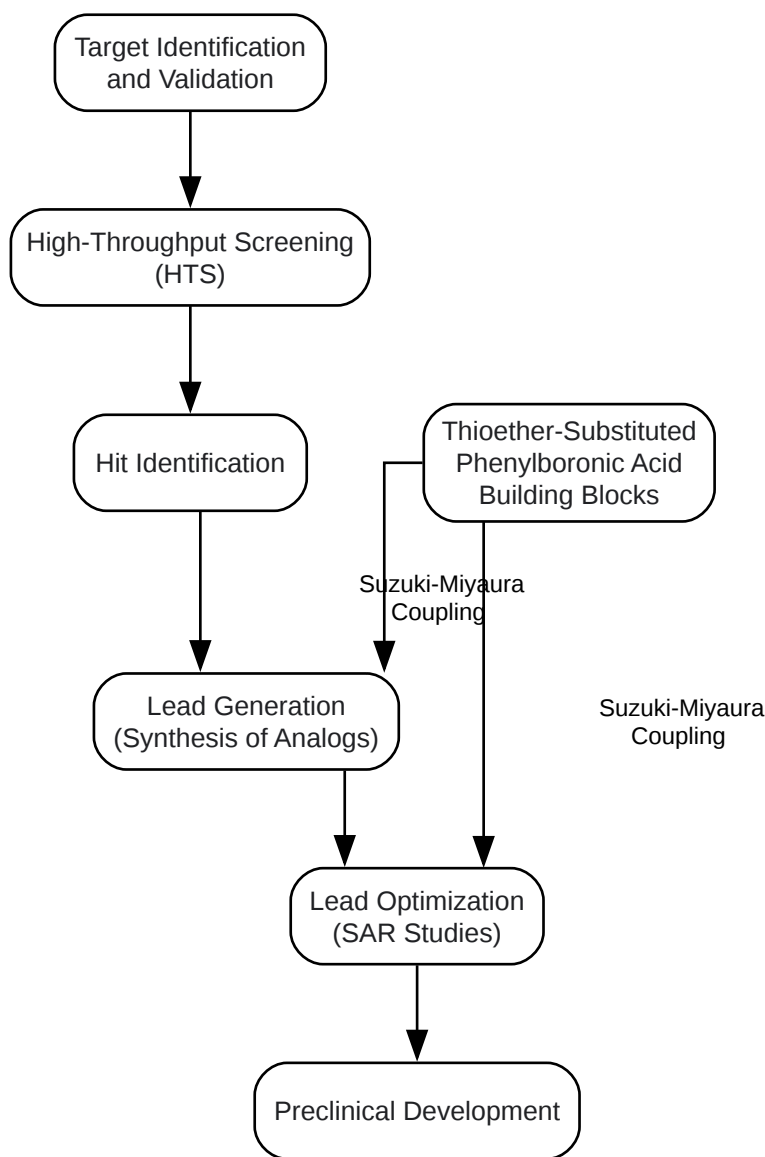 Target Identification
and Validation
High-Throughput Screening
(HTS)
Hit Identification
Thioether-Substituted
Phenylboronic Acid
Building Blocks
Suzuki-Miyaura
Coupling
Lead Generation
(Synthesis of Analogs)
Suzuki-Miyaura
Coupling
Lead Optimization
(SAR Studies)
Preclinical Development